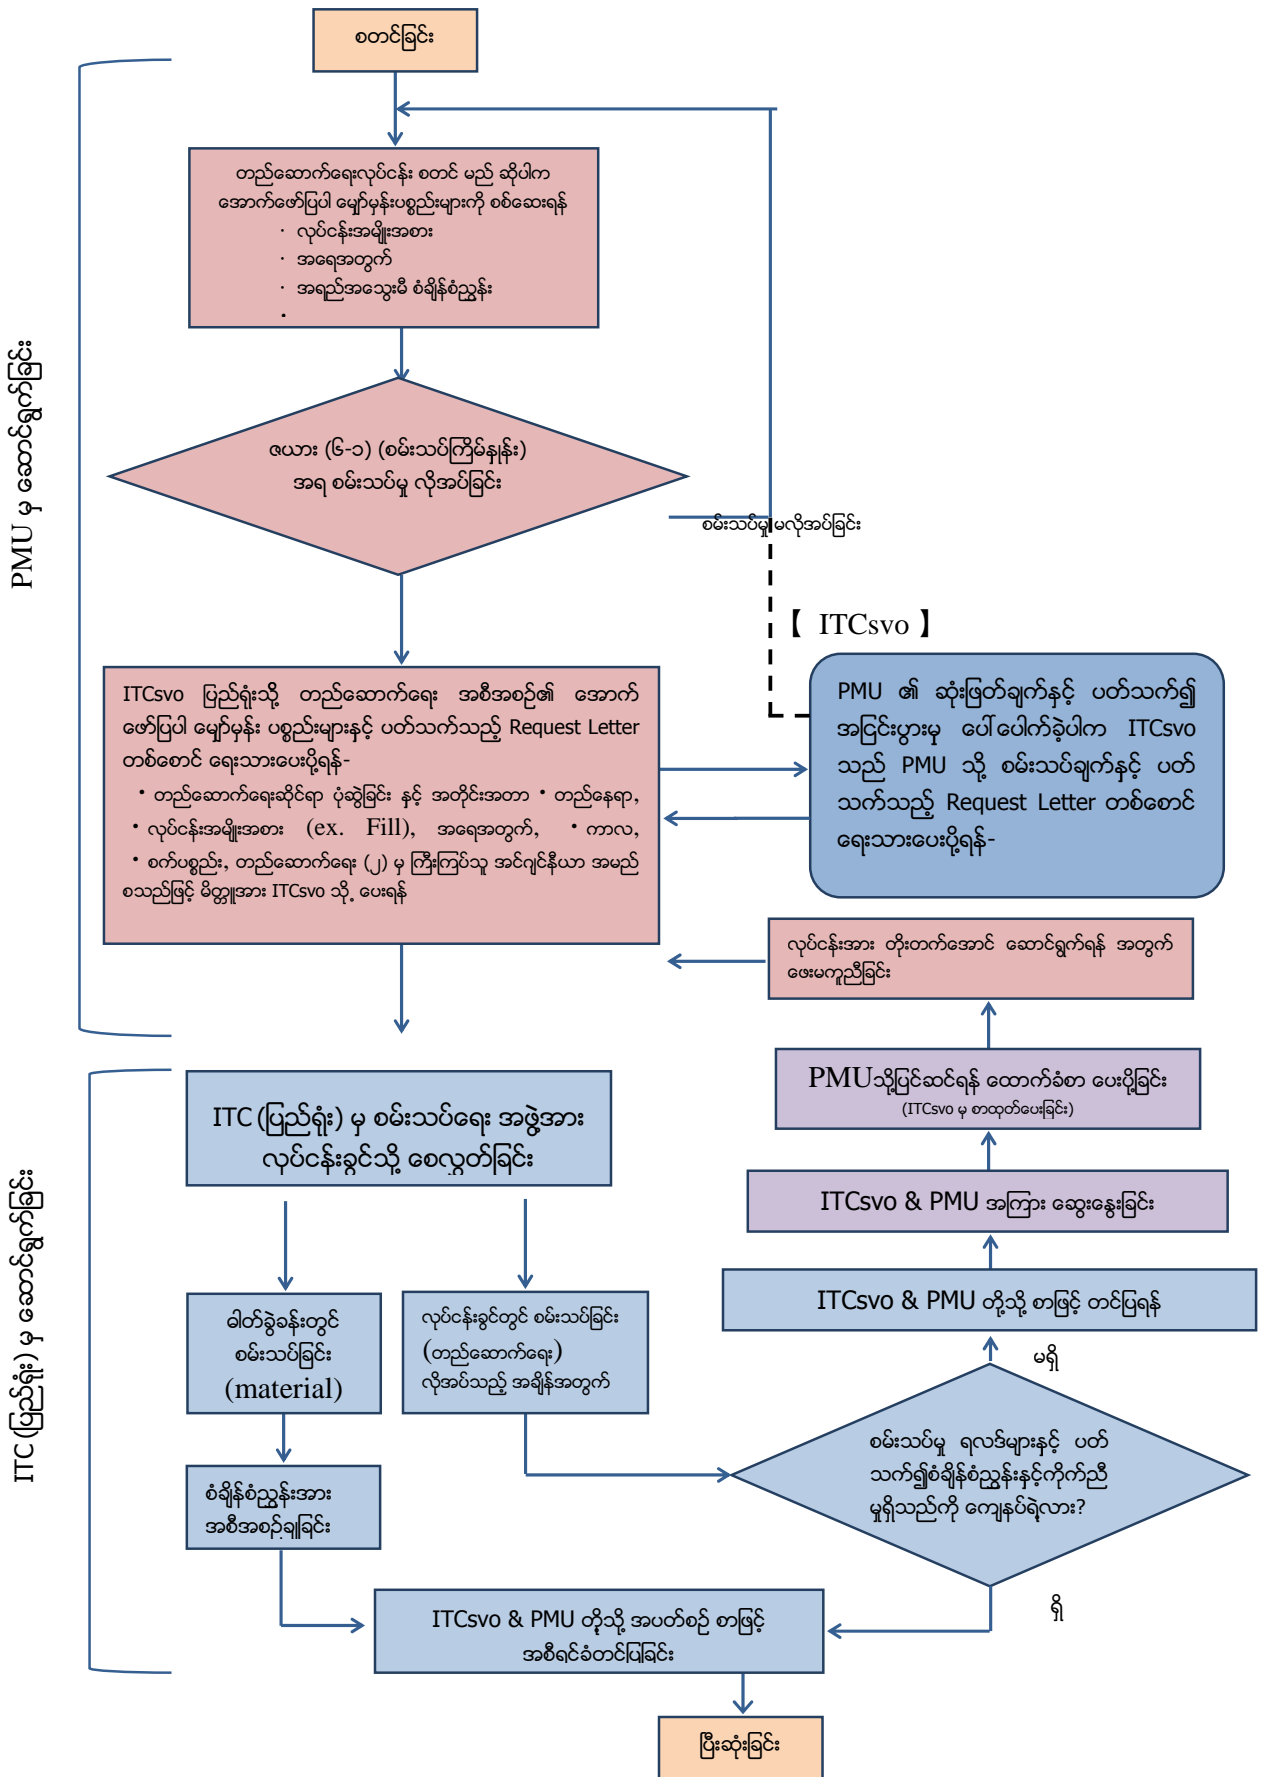 စတင်ခြင်း
တည်ဆောက်ရေးလုပ်ငန်း စတင် မည် ဆိုပါက
အောက်ဖော်ပြပါ မျှော်မှန်းပစ္စည်းများကို စစ်ဆေးရန်
· လုပ်ငန်းအမျိုးအစား
· အရေအတွက်
· အရည်အသွေးမီ စံချိန်စံညွှန်း
·
PMU မှ ဆောင်ရွက်ခြင်း
ဇယား (၆-၁) (စမ်းသပ်ကြိမ်နှုန်း)
အရ စမ်းသပ်မှု လိုအပ်ခြင်း
စမ်းသပ်မှု မလိုအပ်ခြင်း
【 ITCsvo 】
ITCsvo ပြည်ရုံးသို့ တည်ဆောက်ရေး အစီအစဉ်၏ အောက်
ဖော်ပြပါ မျှော်မှန်း ပစ္စည်းများနှင့် ပတ်သက်သည့် Request Letter
တစ်စောင် ရေးသားပေးပို့ရန်-
・တည်ဆောက်ရေးဆိုင်ရာ ပုံဆွဲခြင်း နှင့် အတိုင်းအတာ・တည်နေရာ,
・လုပ်ငန်းအမျိုးအစား (ex. Fill), အရေအတွက်, ・ကာလ,
・စက်ပစ္စည်း, တည်ဆောက်ရေး (၂) မှ ကြီးကြပ်သူ အင်ဂျင်နီယာ အမည်
စသည်ဖြင့် မိတ္တူအား ITCsvo သို့ ပေးရန်
PMU ၏ ဆုံးဖြတ်ချက်နှင့် ပတ်သက်၍
အငြင်းပွားမှု ပေါ်ပေါက်ခဲ့ပါက ITCsvo
သည် PMU သို့ စမ်းသပ်ချက်နှင့် ပတ်
သက်သည့် Request Letter တစ်စောင်
ရေးသားပေးပို့ရန်-
လုပ်ငန်းအား တိုးတက်အောင် ဆောင်ရွက်ရန် အတွက်
ဖေးမကူညီခြင်း
PMUသို့ပြင်ဆင်ရန် ထောက်ခံစာ ပေးပို့ခြင်း
(ITCsvo မှ စာထုတ်ပေးခြင်း)
ITCsvo & PMU အကြား ဆွေးနွေးခြင်း
ITCsvo & PMU တို့သို့ စာဖြင့် တင်ပြရန်
မရှိ
ITC (ပြည်ရုံး) မှ ဆောင်ရွက်ခြင်း
ITC (ပြည်ရုံး) မှ စမ်းသပ်ရေး အဖွဲ့အား
လုပ်ငန်းခွင်သို့ စေလွှတ်ခြင်း
ဓါတ်ခွဲခန်းတွင်
စမ်းသပ်ခြင်း
(material)
လုပ်ငန်းခွင်တွင် စမ်းသပ်ခြင်း
(တည်ဆောက်ရေး)
လိုအပ်သည့် အချိန်အတွက်
စံချိန်စံညွှန်းအား
အစီအစဉ်ချခြင်း
စမ်းသပ်မှု ရလဒ်များနှင့် ပတ်
သက်၍စံချိန်စံညွှန်းနှင့်ကိုက်ညီ
မှုရှိသည်ကို ကျေနပ်ရဲ့လား?
ရှိ
ITCsvo & PMU တို့သို့ အပတ်စဉ် စာဖြင့်
အစီရင်ခံတင်ပြခြင်း
ပြီးဆုံးခြင်း